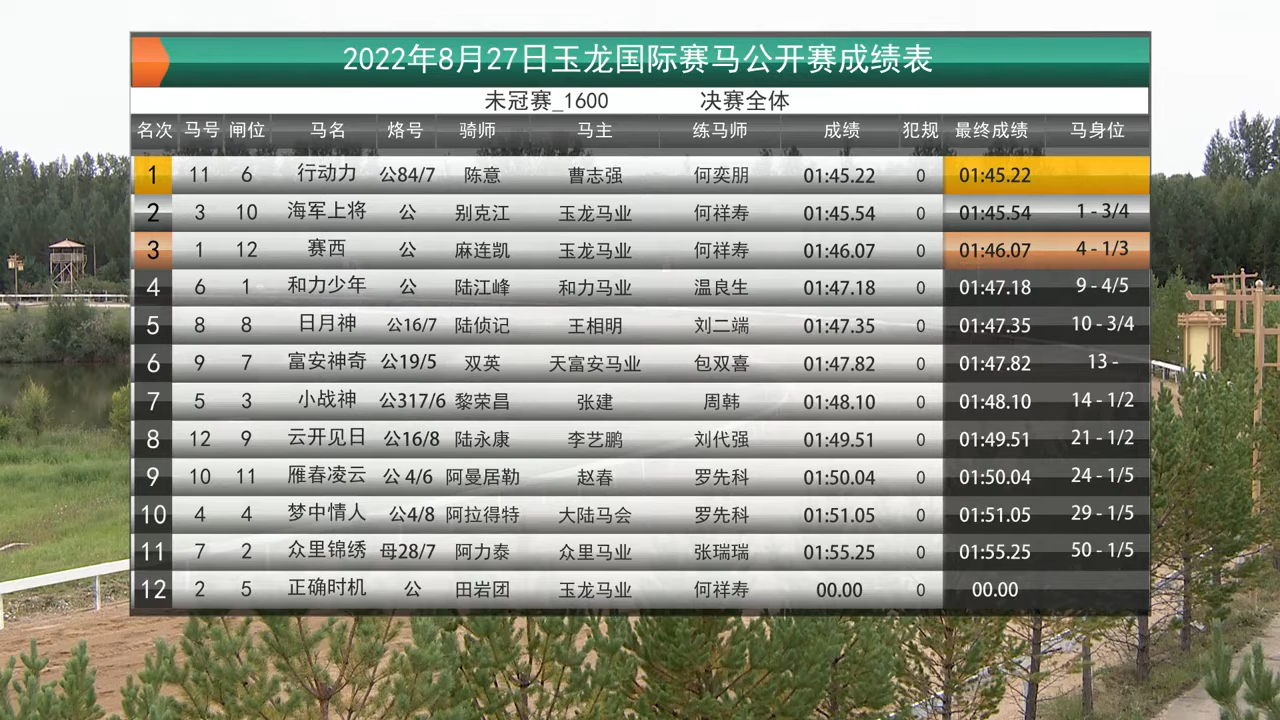 2022年8月27日玉龙国际赛马公开赛成绩表
未冠赛_1600 决赛全体
名次 马号 闸位 马名 烙号 骑师 马主 练马师 成绩 犯规 最终成绩 马身位
1 11 6 行动力 公84/7 陈意 曹志强 何奕朋 01:45.22 0 01:45.22
2 3 10 海军上将 公 别克江 玉龙马业 何祥寿 01:45.54 0 01:45.54 1 - 3/4
3 1 12 赛西 公 麻连凯 玉龙马业 何祥寿 01:46.07 0 01:46.07 4 - 1/3
4 6 1 和力少年 公 陆江峰 和力马业 温良生 01:47.18 0 01:47.18 9 - 4/5
5 8 8 日月神 公16/7 陆侦记 王相明 刘二端 01:47.35 0 01:47.35 10 - 3/4
6 9 7 富安神奇 公19/5 双英 天富安马业 包双喜 01:47.82 0 01:47.82 13 -
7 5 3 小战神 公317/6 黎荣昌 张建 周韩 01:48.10 0 01:48.10 14 - 1/2
8 12 9 云开见日 公16/8 陆永康 李艺鹏 刘代强 01:49.51 0 01:49.51 21 - 1/2
9 10 11 雁春凌云 公 4/6 阿曼居勒 赵春 罗先科 01:50.04 0 01:50.04 24 - 1/5
10 4 4 梦中情人 公4/8 阿拉得特 大陆马会 罗先科 01:51.05 0 01:51.05 29 - 1/5
11 7 2 众里锦绣 母28/7 阿力泰 众里马业 张瑞瑞 01:55.25 0 01:55.25 50 - 1/5
12 2 5 正确时机 公 田岩团 玉龙马业 何祥寿 00.00 0 00.00